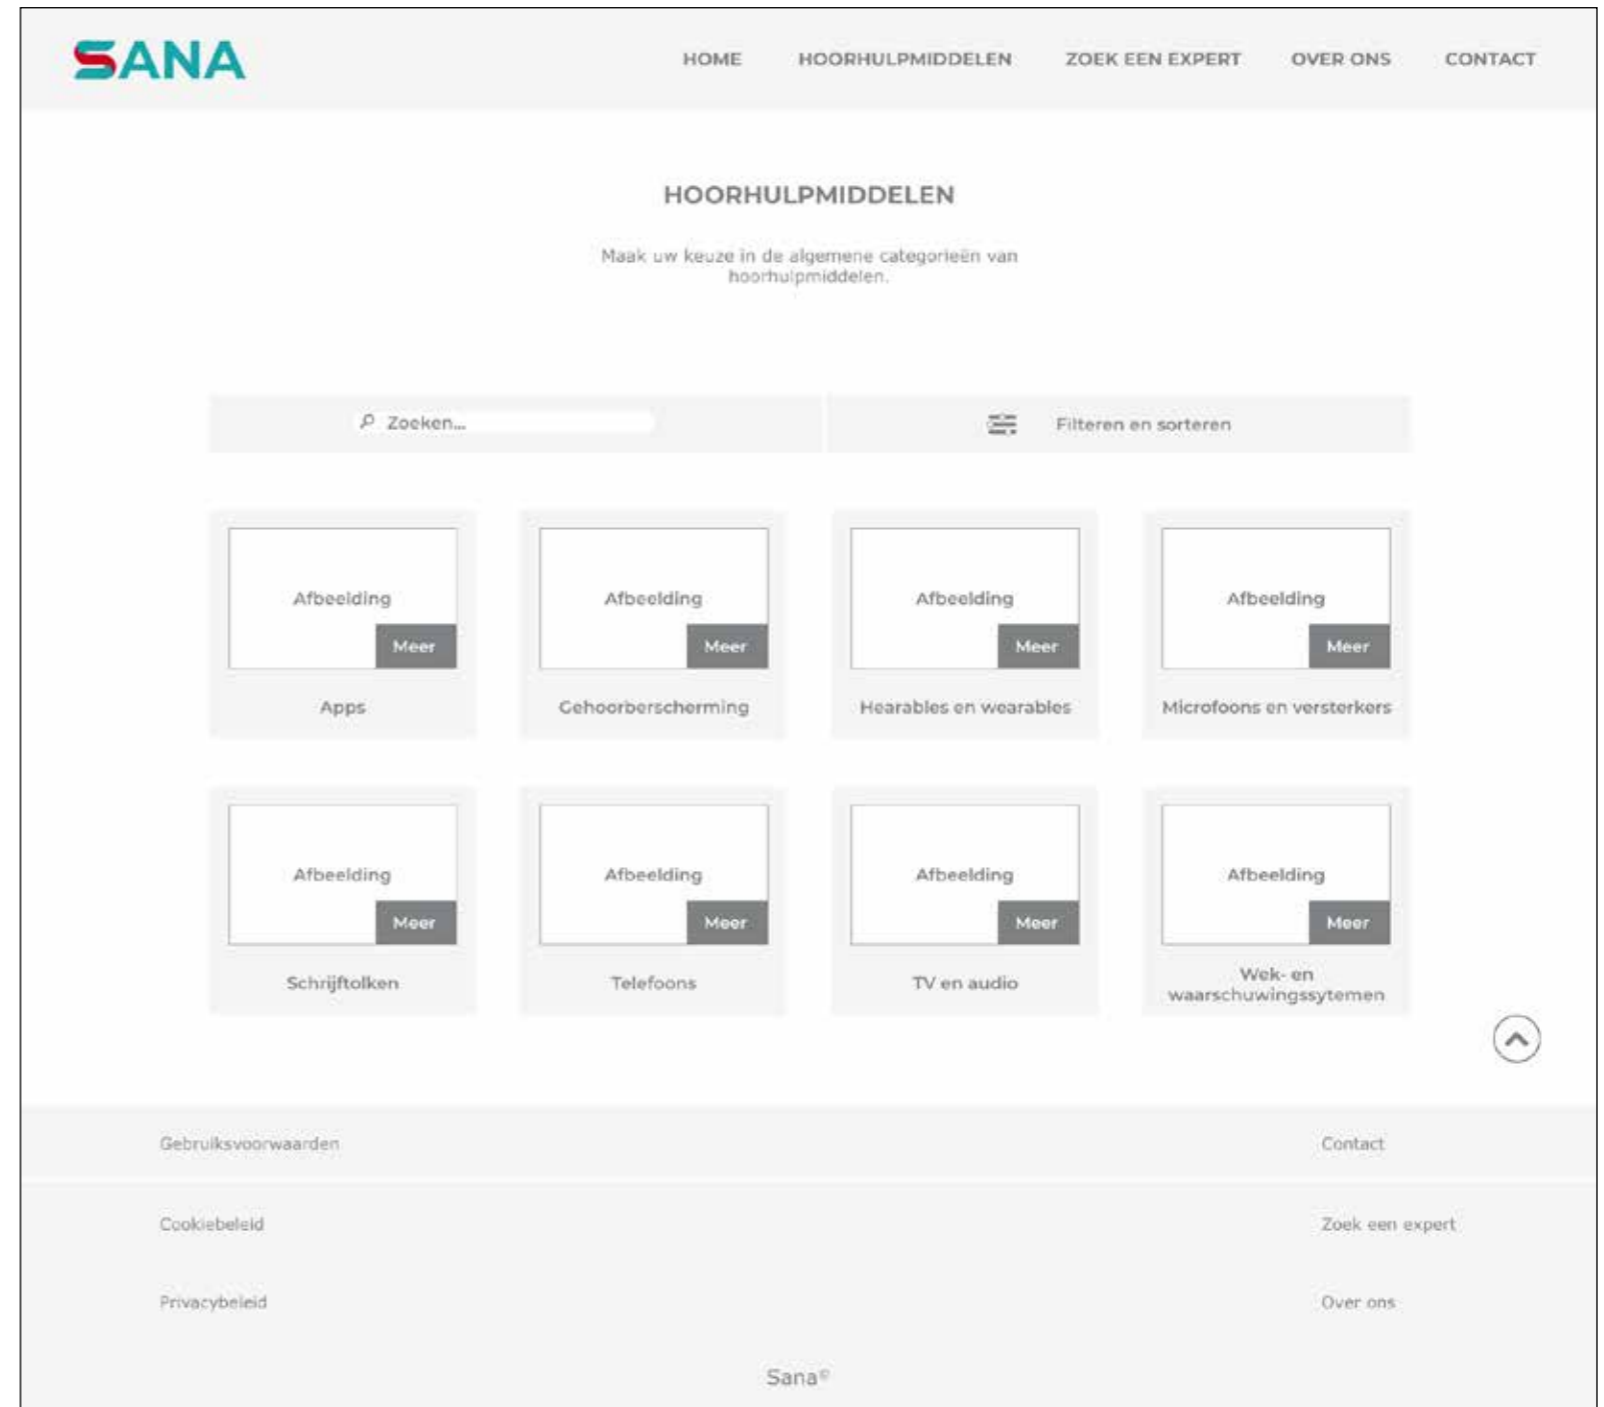 SANA
HOME HOORHULPMIDDELEN ZOEK EEN EXPERT OVER ONS CONTACT
HOORHULPMIDDELEN
Maak uw keuze in de algemene categorieën van
hoorhulpmiddelen.
Zoeken...
Filteren en sorteren
Afbeelding Afbeelding Afbeelding Afbeelding
Meer Meer Meer Meer
Apps Gehoorberscherming Hearables en wearables Microfoons en versterkers
Afbeelding Afbeelding Afbeelding Afbeelding
Meer Meer Meer Meer
Schrijftolken Telefoons TV en audio Wek- en
waarschuwingssytemen
Gebruiksvoorwaarden Contact
Cookiebeleid Zoek een expert
Privacybeleid Over ons
Sana©